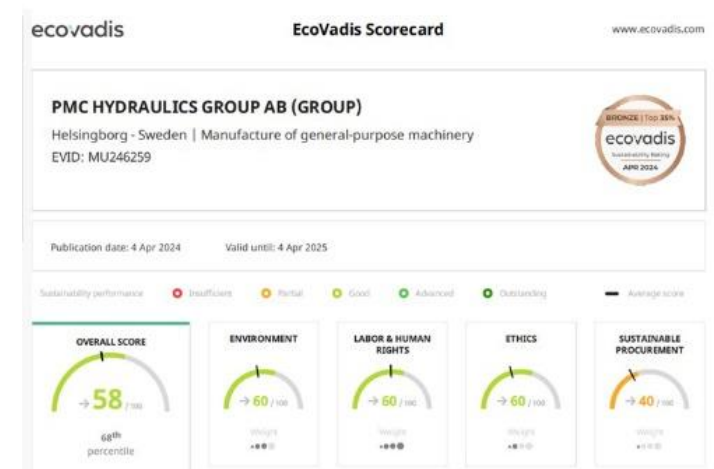 ecovadis
EcoVadis Scorecard
www.ecovadis.com
PMC HYDRAULICS GROUP AB (GROUP)
Helsingborg - Sweden | Manufacture of general-purpose machinery
EVID: MU246259
BRONZE | Top 35%
ecovadis
Sustainability Rating
APR 2024
Publication date: 4 Apr 2024 Valid until: 4 Apr 2025
Sustainability performance Insufficient Partial Good Advanced Outstanding Average score
OVERALL SCORE
58 / 100
68th
percentile
ENVIRONMENT
60 / 100
Weight
LABOR & HUMAN
RIGHTS
60 / 100
Weight
ETHICS
60 / 100
Weight
SUSTAINABLE
PROCUREMENT
40 / 100
Weight